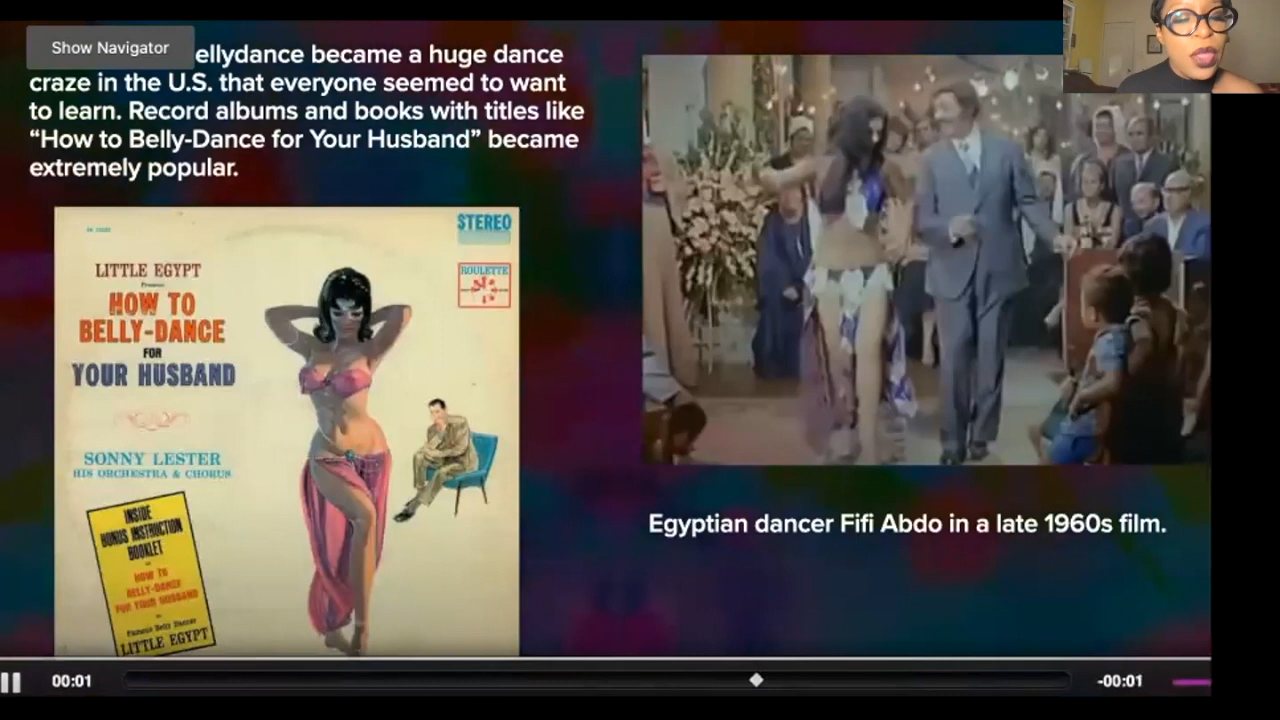 Show Navigator
ellydance became a huge dance
craze in the U.S. that everyone seemed to want
to learn. Record albums and books with titles like
“How to Belly-Dance for Your Husband” became
extremely popular.
STEREO
ROULETTE
LITTLE EGYPT
Presents
HOW TO
BELLY-DANCE
FOR
YOUR HUSBAND
SONNY LESTER
HIS ORCHESTRA & CHORUS
INSIDE
BONUS INSTRUCTION
BOOKLET
HOW TO
BELLY-DANCE
FOR YOUR HUSBAND
Famous Belly Dancer
LITTLE EGYPT
Egyptian dancer Fifi Abdo in a late 1960s film.
00:01
-00:01